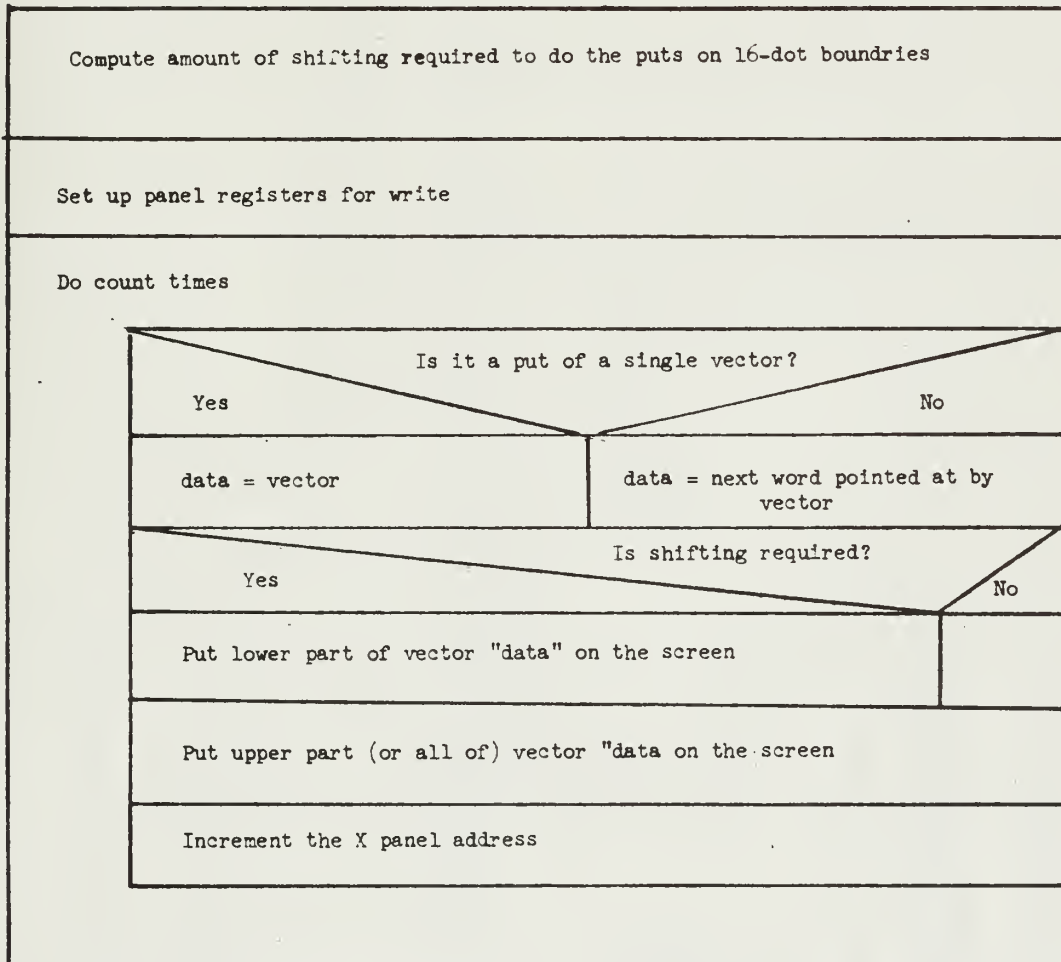 Compute amount of shifting required to do the puts on 16-dot boundries
Set up panel registers for write
Do count times
Is it a put of a single vector?
Yes
No
data = vector
data = next word pointed at by
vector
Is shifting required?
Yes
No
Put lower part of vector "data" on the screen
Put upper part (or all of) vector "data on the screen
Increment the X panel address